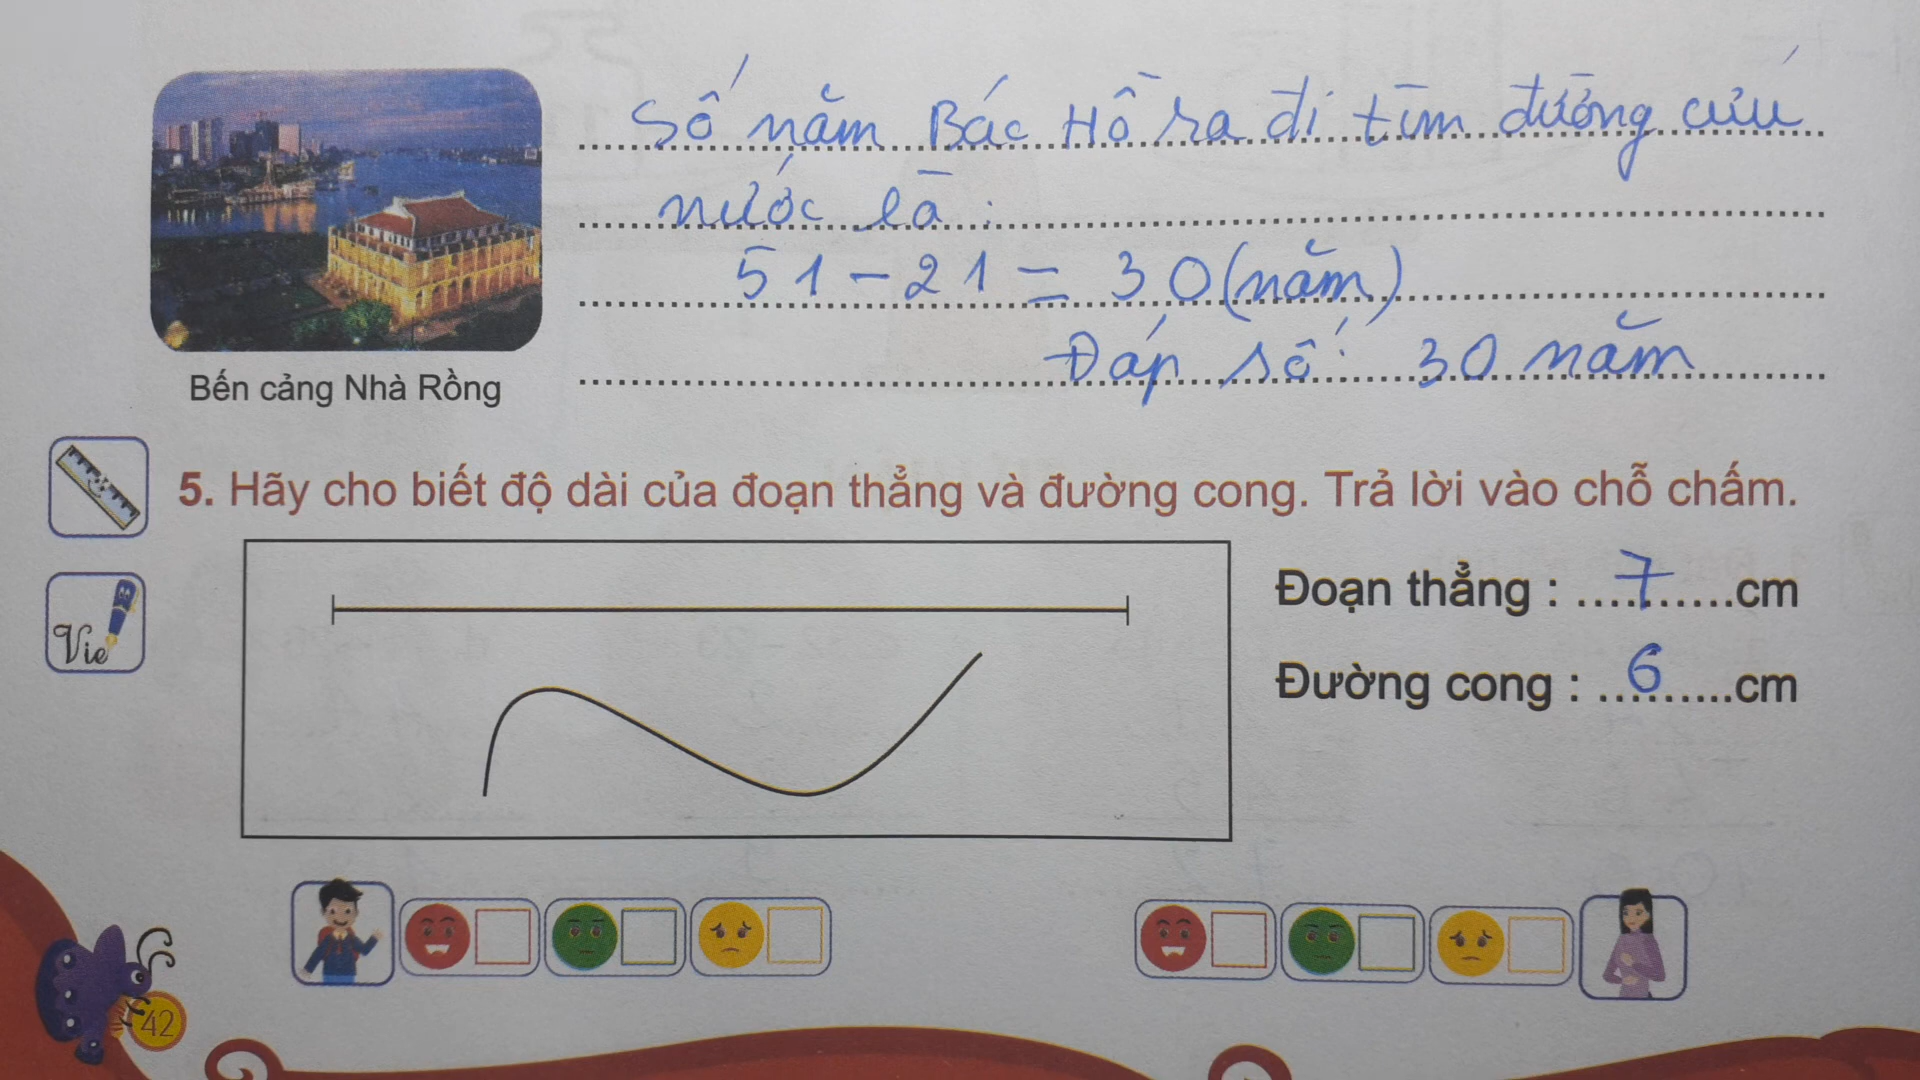 Số năm Bác Hồ ra đi tìm đường cứu
nước là:
51 - 21 = 30 (năm)
Đáp số: 30 năm
Bến cảng Nhà Rồng
5. Hãy cho biết độ dài của đoạn thẳng và đường cong. Trả lời vào chỗ chấm.
Đoạn thẳng : ....7......cm
Đường cong : ...6......cm
Vie
42